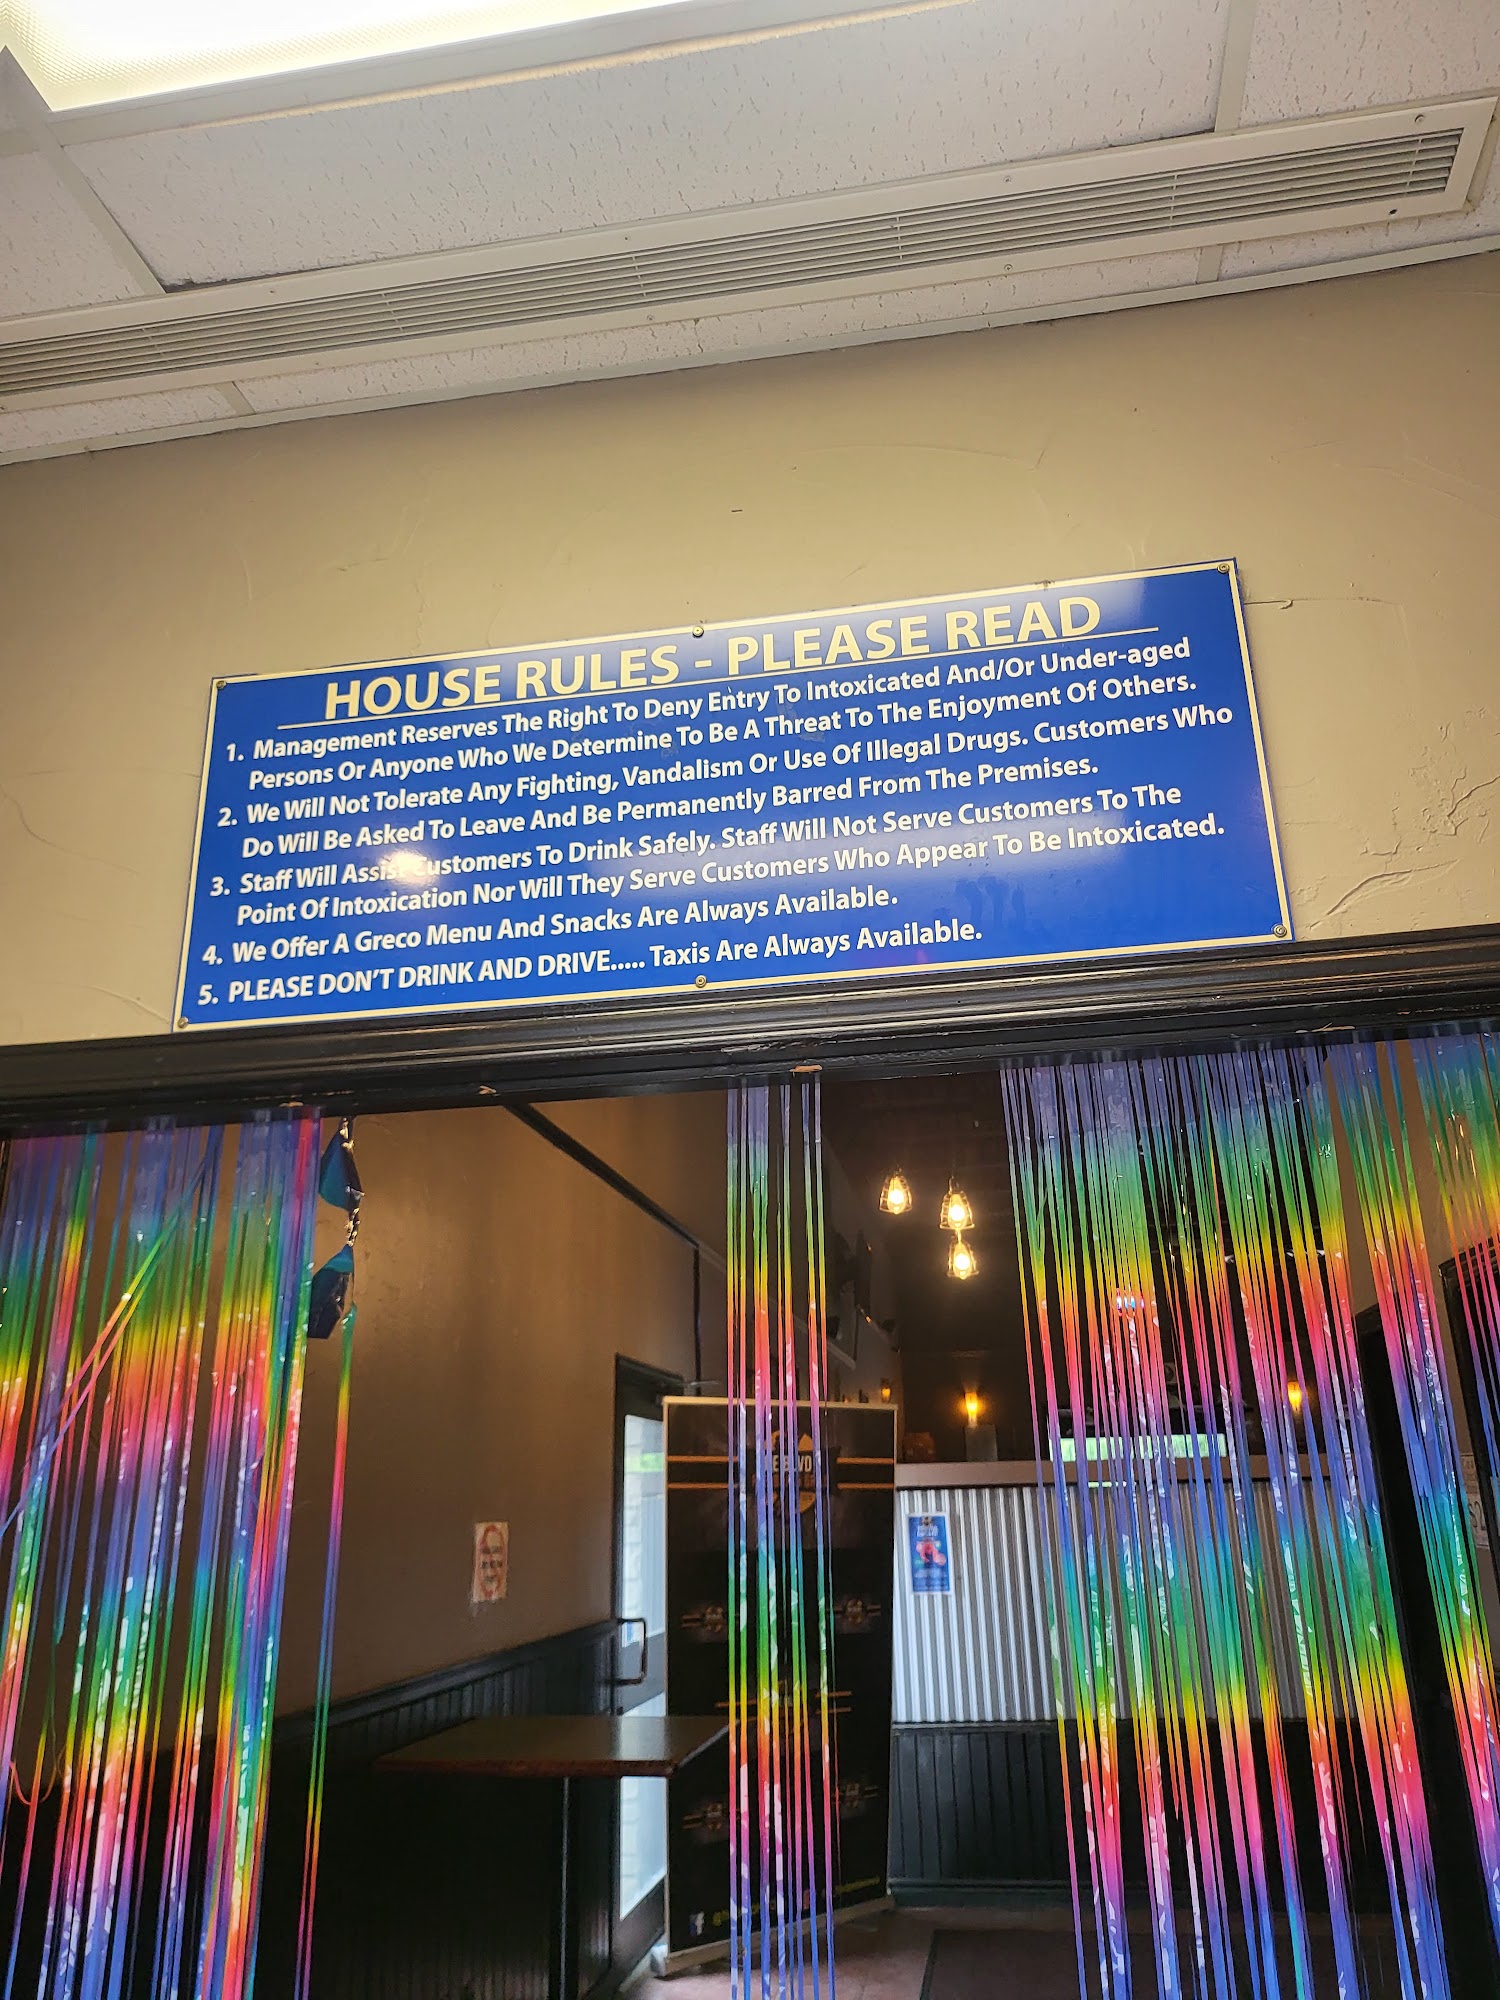 HOUSE RULES - PLEASE READ
1. Management Reserves The Right To Deny Entry To Intoxicated And/Or Under-aged
Persons Or Anyone Who We Determine To Be A Threat To The Enjoyment Of Others.
2. We Will Not Tolerate Any Fighting, Vandalism Or Use Of Illegal Drugs. Customers Who
Do Will Be Asked To Leave And Be Permanently Barred From The Premises.
3. Staff Will Assist Customers To Drink Safely. Staff Will Not Serve Customers To The
Point Of Intoxication Nor Will They Serve Customers Who Appear To Be Intoxicated.
4. We Offer A Greco Menu And Snacks Are Always Available.
5. PLEASE DON'T DRINK AND DRIVE..... Taxis Are Always Available.